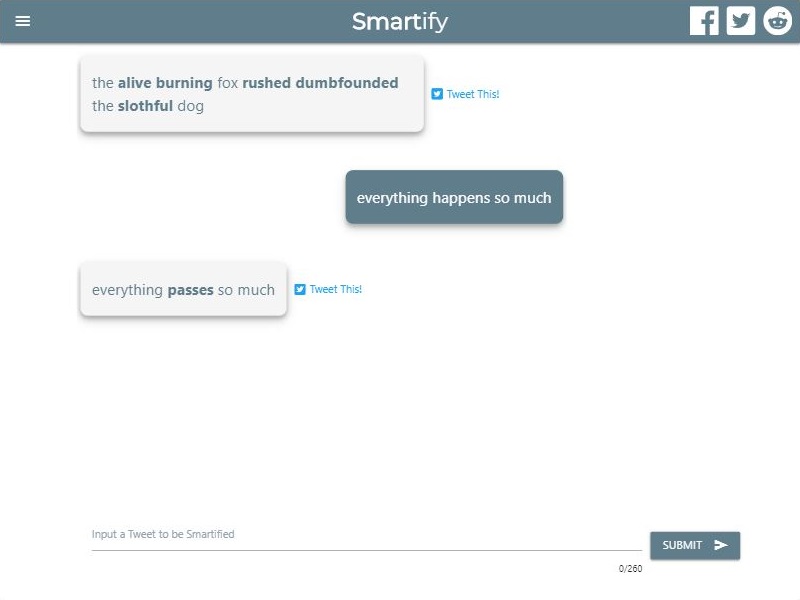 Smartify
the alive burning fox rushed dumbfounded
the slothful dog
Tweet This!
everything happens so much
everything passes so much
Tweet This!
Input a Tweet to be Smartified
SUBMIT
0/260